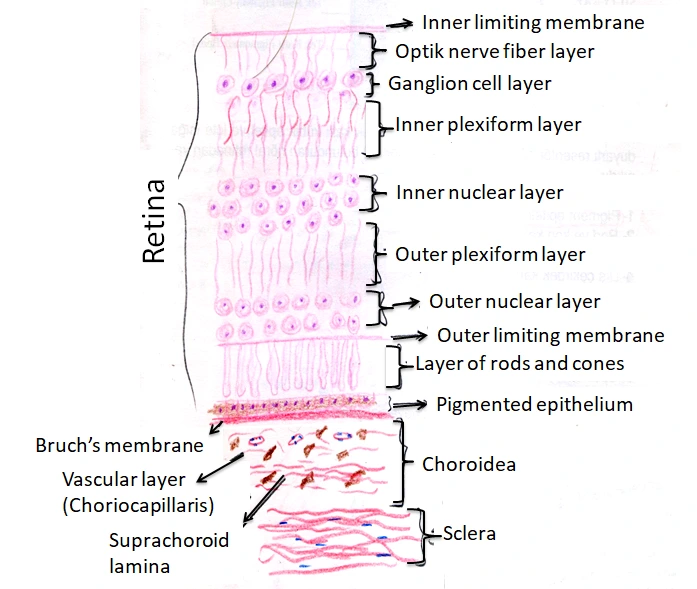 Inner limiting membrane
Optik nerve fiber layer
Ganglion cell layer
Inner plexiform layer
Retina
Inner nuclear layer
Outer plexiform layer
Outer nuclear layer
Outer limiting membrane
Layer of rods and cones
Pigmented epithelium
Bruch's membrane
Choroidea
Vascular layer
(Choriocapillaris)
Suprachoroid
lamina
Sclera